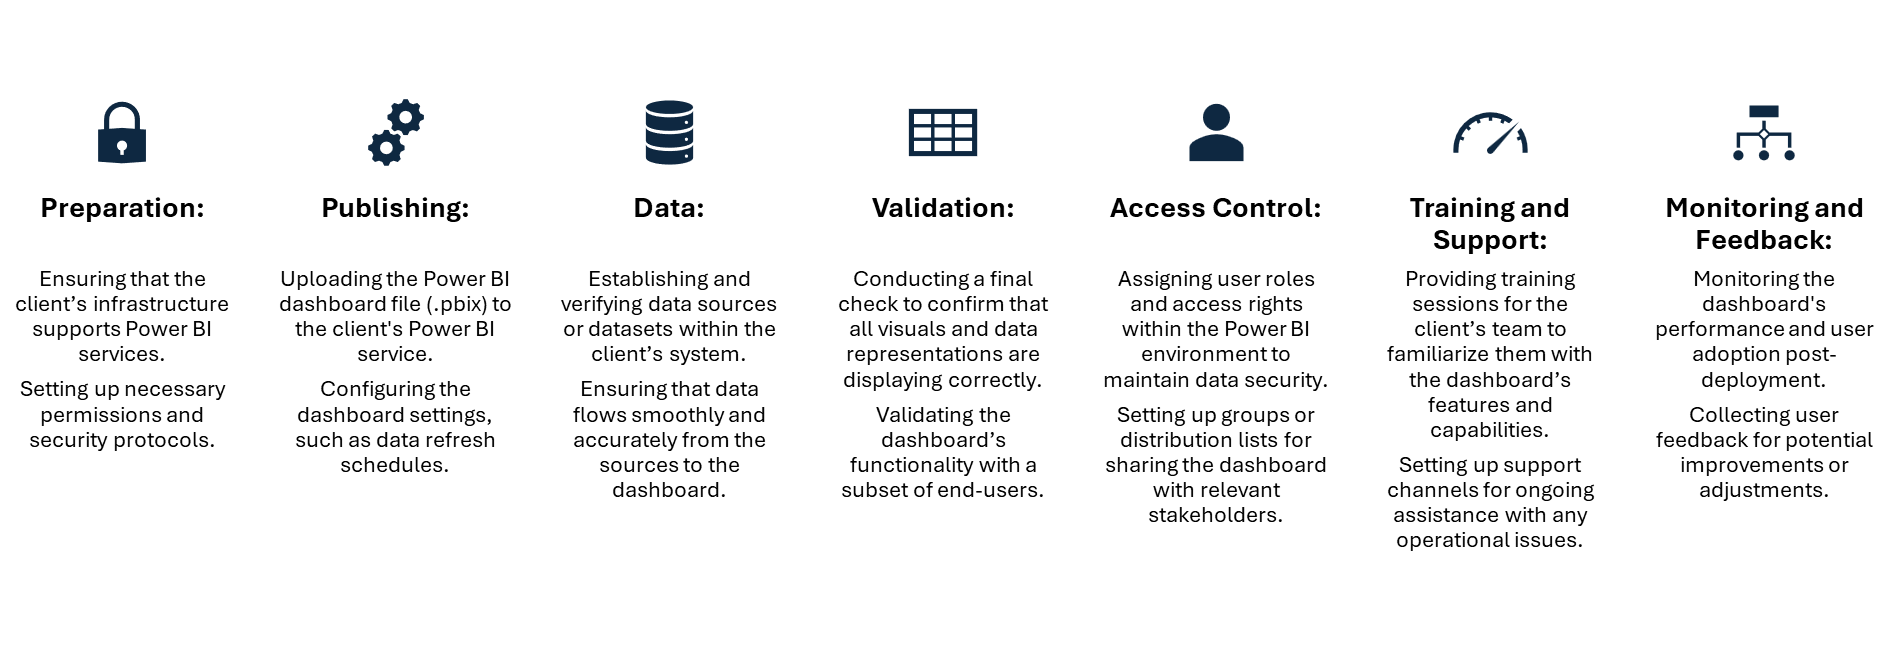 Preparation:
Ensuring that the
client’s infrastructure
supports Power BI
services.
Setting up necessary
permissions and
security protocols.
Publishing:
Uploading the Power BI
dashboard file (.pbix) to
the client's Power BI
service.
Configuring the
dashboard settings,
such as data refresh
schedules.
Data:
Establishing and
verifying data sources
or datasets within the
client’s system.
Ensuring that data
flows smoothly and
accurately from the
sources to the
dashboard.
Validation:
Conducting a final
check to confirm that
all visuals and data
representations are
displaying correctly.
Validating the
dashboard’s
functionality with a
subset of end-users.
Access Control:
Assigning user roles
and access rights
within the Power BI
environment to
maintain data security.
Setting up groups or
distribution lists for
sharing the dashboard
with relevant
stakeholders.
Training and
Support:
Providing training
sessions for the
client’s team to
familiarize them with
the dashboard’s
features and
capabilities.
Setting up support
channels for ongoing
assistance with any
operational issues.
Monitoring and
Feedback:
Monitoring the
dashboard's
performance and user
adoption post-
deployment.
Collecting user
feedback for potential
improvements or
adjustments.